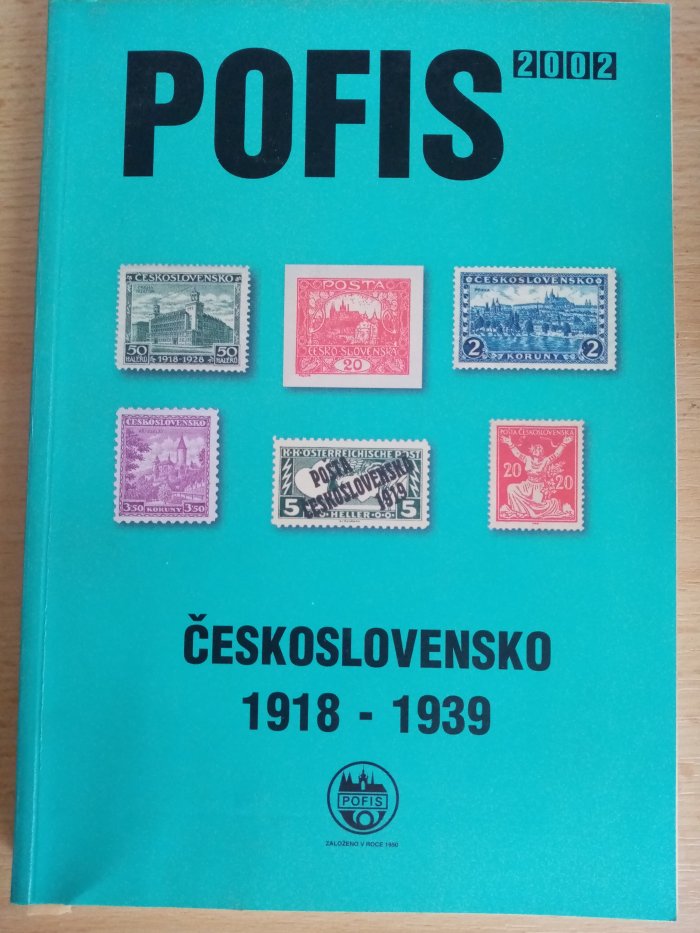 POFIS 2002
ČESKOSLOVENSKO
50 50
HALÉŘŮ 1918-1928 HALÉŘŮ
POŠTA
ČESKO-SLOVENSKÁ
20
ČESKOSLOVENSKO
2 2
KORUNY
ČESKOSLOVENSKO
3·50 KORUNY 3·50
K·K·ÖSTERREICHISCHE POST
POŠTA
ČESKOSLOVENSKÁ
1919
5 HELLER 5
POŠTA ČESKOSLOVENSKÁ
20 20
ČESKOSLOVENSKO
1918 - 1939
POFIS
ZALOŽENO V ROCE 1950